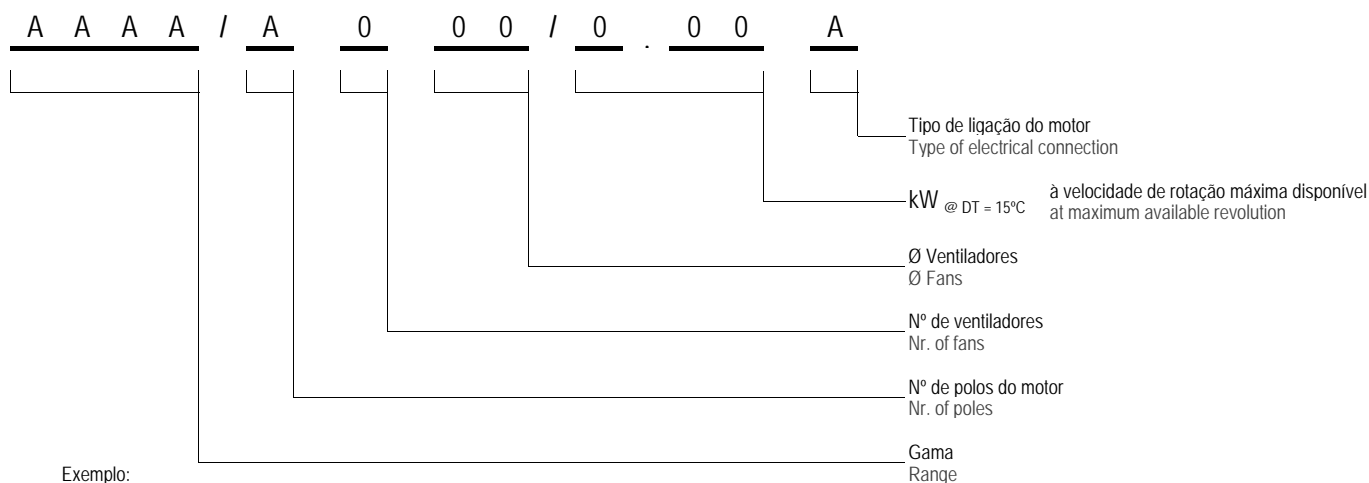 A A A A / A 0 0 0 / 0 . 0 0 A
Tipo de ligação do motor
Type of electrical connection
kW @ DT = 15ºC à velocidade de rotação máxima disponível
at maximum available revolution
Ø Ventiladores
Ø Fans
Nº de ventiladores
Nr. of fans
Nº de polos do motor
Nr. of poles
Gama
Range
Exemplo: